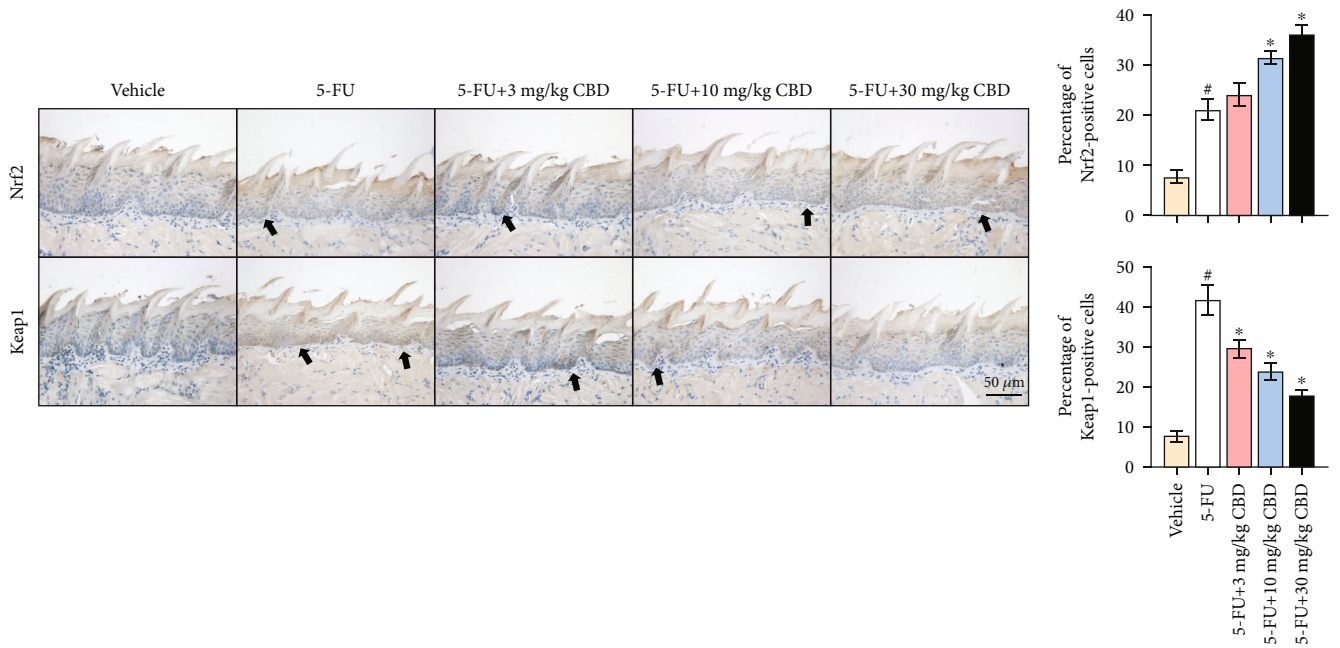 Vehicle 5-FU 5-FU+3 mg/kg CBD 5-FU+10 mg/kg CBD 5-FU+30 mg/kg CBD
Nrf2
Keap1
50 μm
Percentage of
Nrf2-positive cells
40
30
20
10
0
#
*
*
Percentage of
Keap1-positive cells
50
40
30
20
10
0
#
*
*
*
Vehicle
5-FU
5-FU+3 mg/kg CBD
5-FU+10 mg/kg CBD
5-FU+30 mg/kg CBD